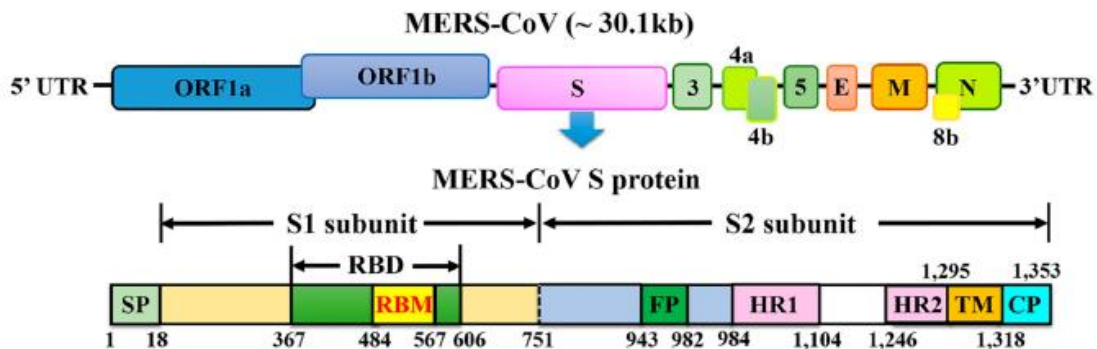 MERS-CoV (~ 30.1kb)
4a
5' UTR ORF1a ORF1b S 3 5 E M N 3'UTR
4b 8b
MERS-CoV S protein
S1 subunit S2 subunit
RBD 1,295 1,353
SP RBM FP HR1 HR2 TM CP
1 18 367 484 567 606 751 943 982 984 1,104 1,246 1,318